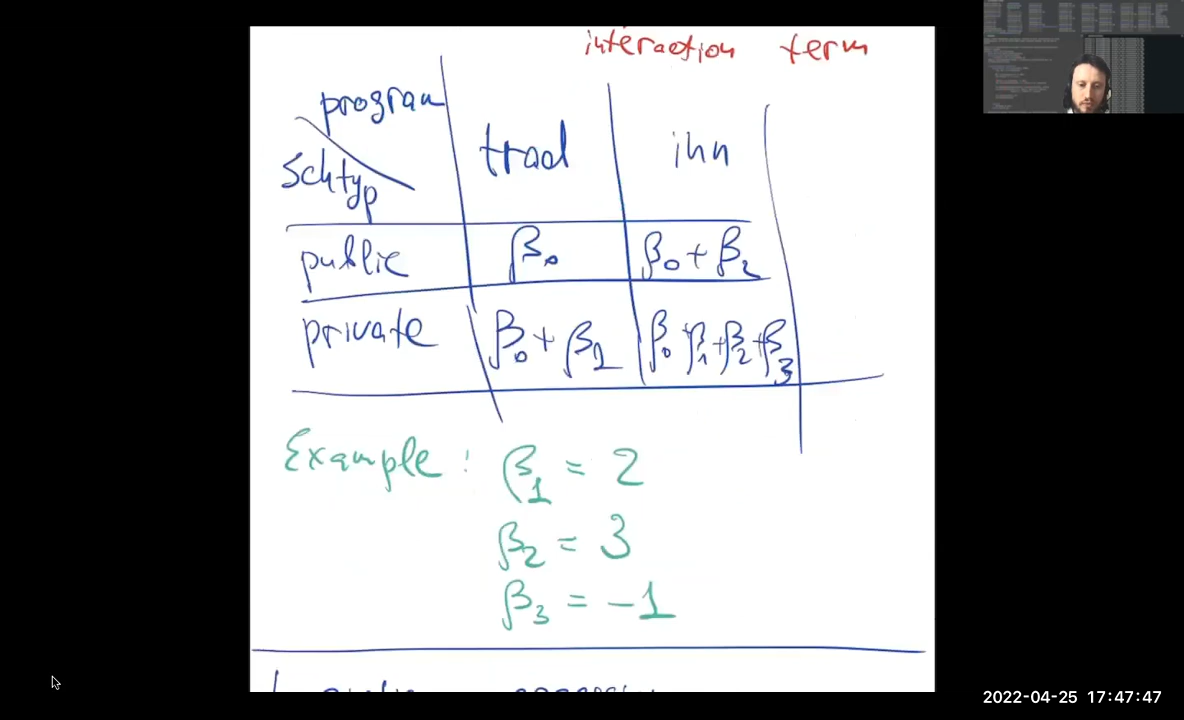 interaction term
program
trad inn
Schtyp
public β₀ β₀+β₂
private β₀+β₁ β₀ β₁+β₂+β₃
Example: β₁ = 2
β₂ = 3
β₃ = -1
2022-04-25 17:47:47